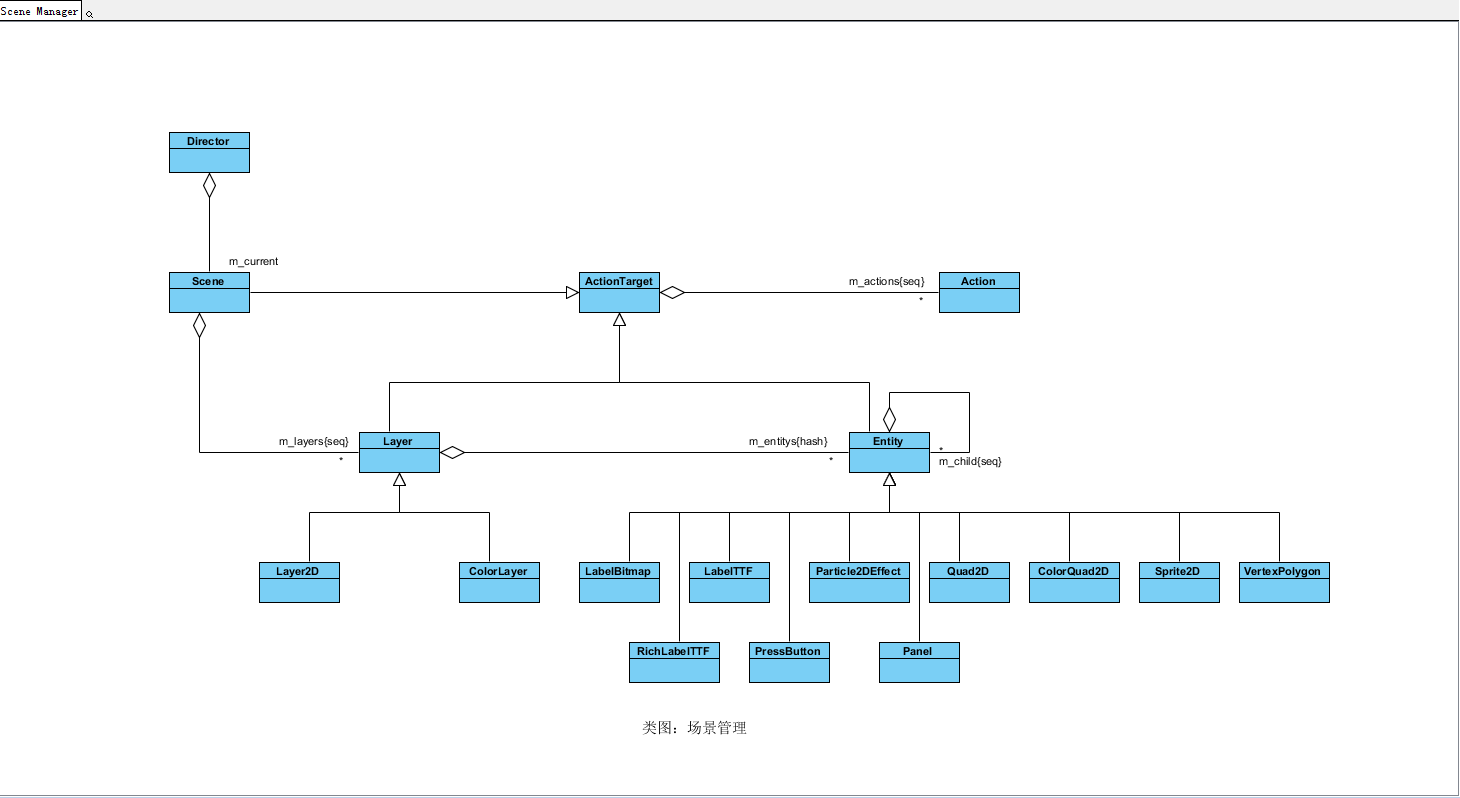 Scene Manager
Director
m_current
Scene
ActionTarget
m_actions{seq}
*
Action
m_layers{seq}
*
Layer
m_entitys{hash}
*
Entity
*
m_child{seq}
Layer2D
ColorLayer
LabelBitmap
LabelTTF
Particle2DEffect
Quad2D
ColorQuad2D
Sprite2D
VertexPolygon
RichLabelTTF
PressButton
Panel
类图：场景管理